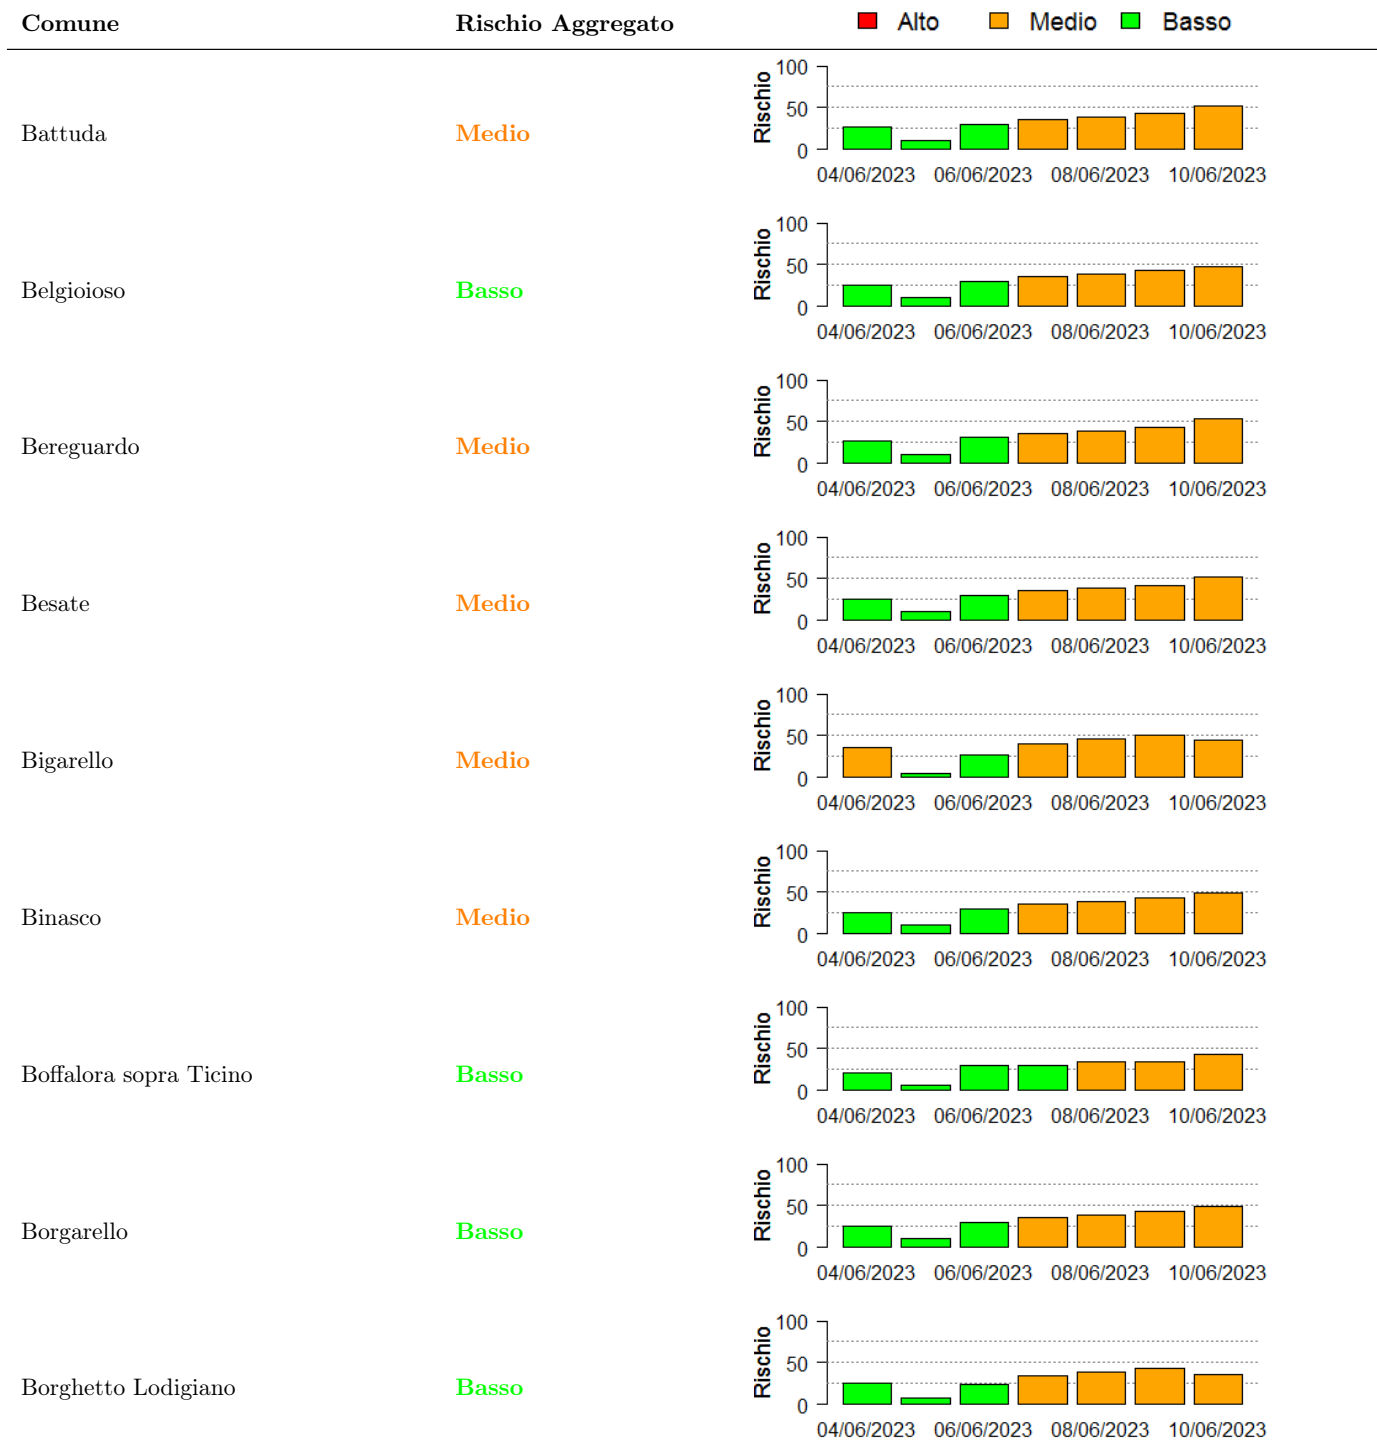 Comune Rischio Aggregato Alto Medio Basso
Battuda Medio Rischio 100 50 0
04/06/2023 06/06/2023 08/06/2023 10/06/2023
Belgioioso Basso Rischio 100 50 0
04/06/2023 06/06/2023 08/06/2023 10/06/2023
Bereguardo Medio Rischio 100 50 0
04/06/2023 06/06/2023 08/06/2023 10/06/2023
Besate Medio Rischio 100 50 0
04/06/2023 06/06/2023 08/06/2023 10/06/2023
Bigarello Medio Rischio 100 50 0
04/06/2023 06/06/2023 08/06/2023 10/06/2023
Binasco Medio Rischio 100 50 0
04/06/2023 06/06/2023 08/06/2023 10/06/2023
Boffalora sopra Ticino Basso Rischio 100 50 0
04/06/2023 06/06/2023 08/06/2023 10/06/2023
Borgarello Basso Rischio 100 50 0
04/06/2023 06/06/2023 08/06/2023 10/06/2023
Borghetto Lodigiano Basso Rischio 100 50 0
04/06/2023 06/06/2023 08/06/2023 10/06/2023